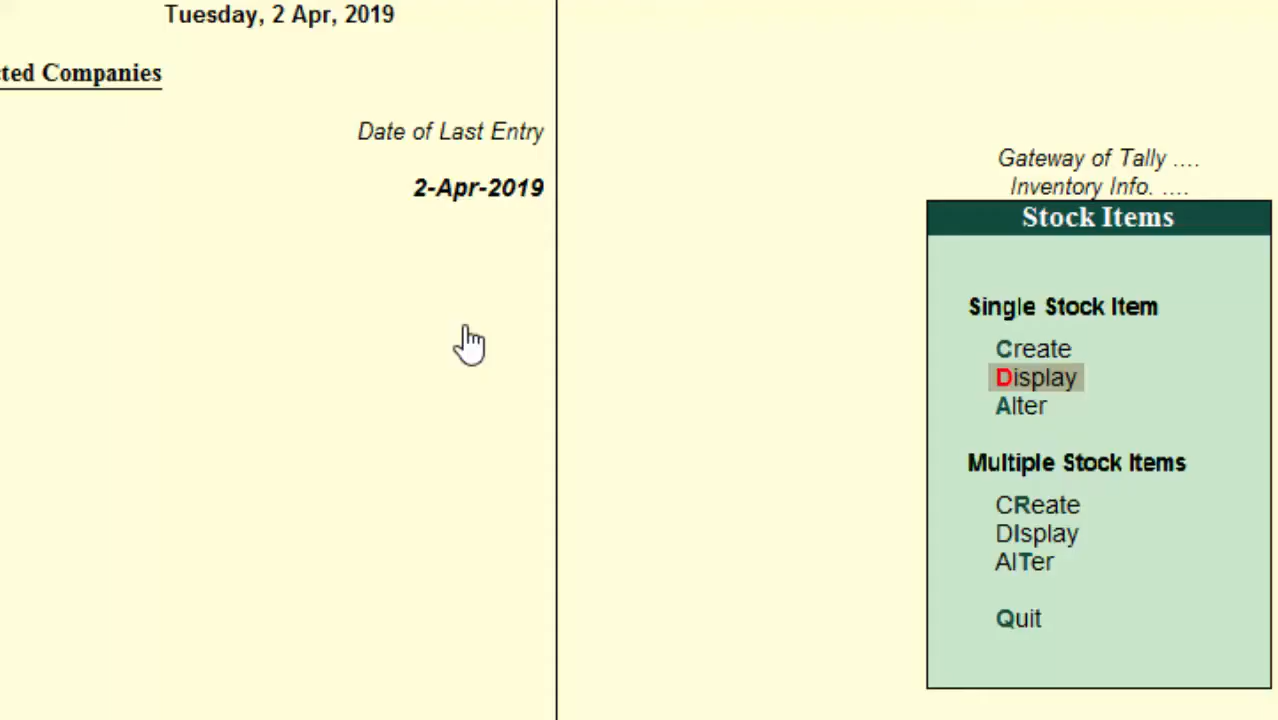 Tuesday, 2 Apr, 2019
cted Companies
Date of Last Entry
2-Apr-2019
Gateway of Tally ....
Inventory Info. ....
Stock Items
Single Stock Item
Create
Display
Alter
Multiple Stock Items
CReate
DIsplay
AlTer
Quit